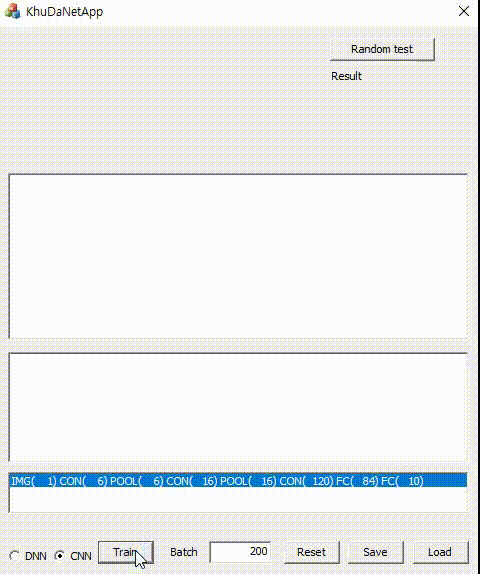 KhuDaNetApp
Random test
Result
IMG( 1) CON( 6) POOL( 6) CON( 16) POOL( 16) CON( 120) FC( 84) FC( 10)
DNN CNN Train Batch 200 Reset Save Load